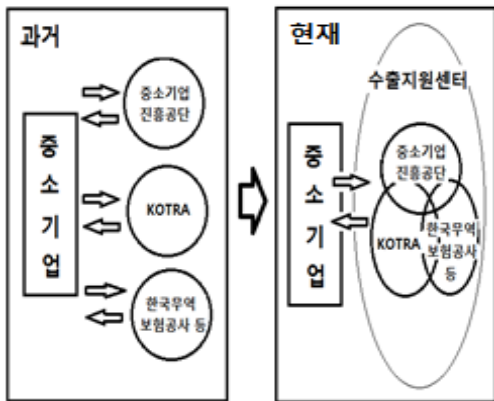 과거
중소기업
진흥공단
중소기업
KOTRA
한국무역
보험공사 등
현재
수출지원센터
중소기업
중소기업
진흥공단
KOTRA
한국무역
보험공사
등